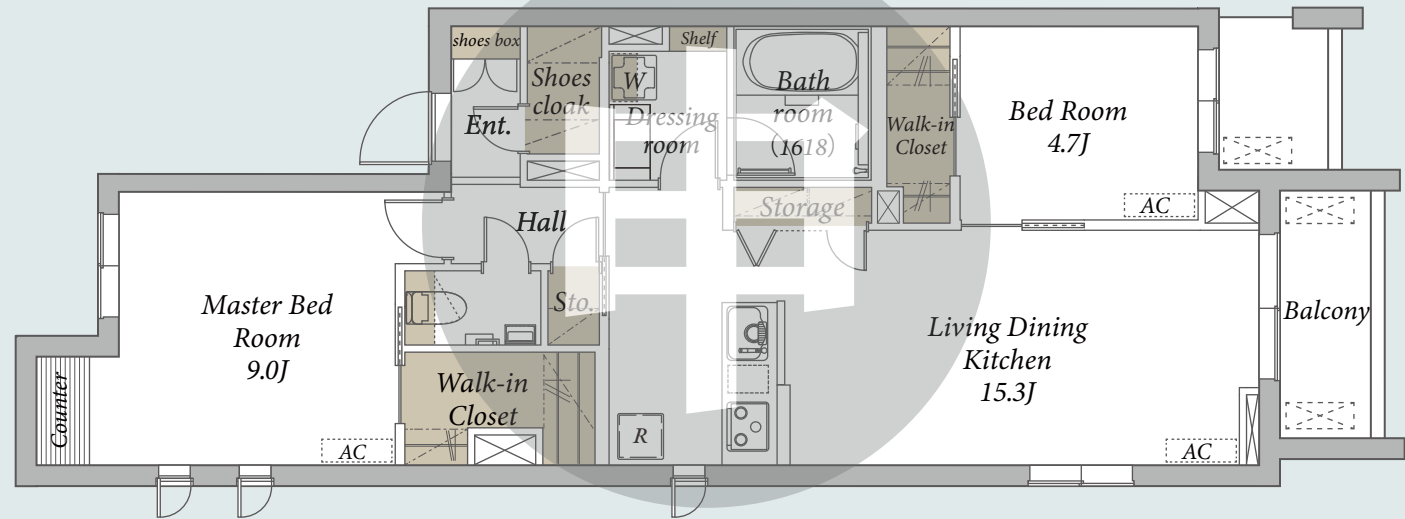 shoes box
Shelf
Shoes
cloak
W
Bath
room
(1618)
Ent.
Dressing
room
Walk-in
Closet
Bed Room
4.7J
AC
Storage
Hall
Master Bed
Room
9.0J
Sto.
Balcony
Living Dining
Kitchen
15.3J
Counter
Walk-in
Closet
R
AC
AC